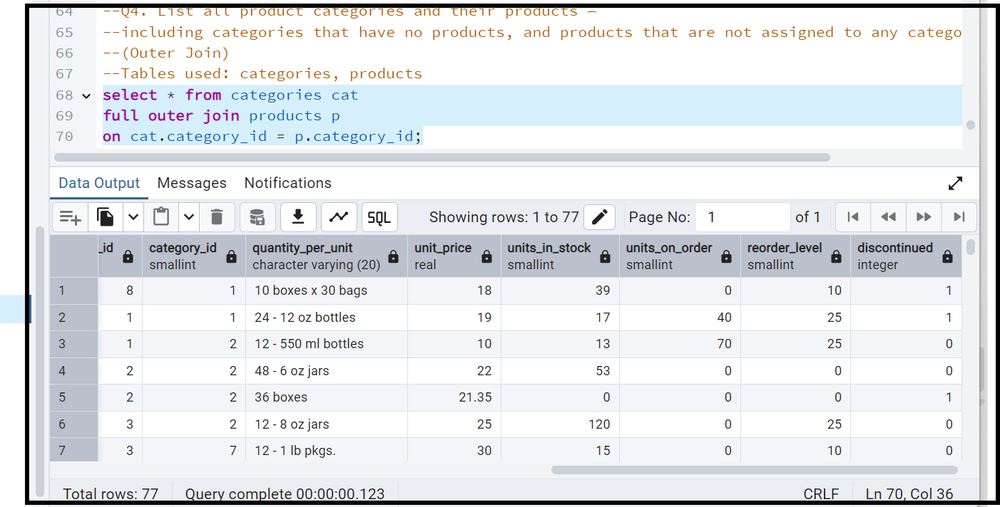 64 --Q4. List all product categories and their products —
65 --including categories that have no products, and products that are not assigned to any catego
66 --(Outer Join)
67 --Tables used: categories, products
68 select * from categories cat
69 full outer join products p
70 on cat.category_id = p.category_id;
Data Output Messages Notifications
SQL Showing rows: 1 to 77 Page No: 1 of 1
_id category_id quantity_per_unit unit_price units_in_stock units_on_order reorder_level discontinued
smallint character varying (20) real smallint smallint smallint integer
1 8 1 10 boxes x 30 bags 18 39 0 10 1
2 1 1 24 - 12 oz bottles 19 17 40 25 1
3 1 2 12 - 550 ml bottles 10 13 70 25 0
4 2 2 48 - 6 oz jars 22 53 0 0 0
5 2 2 36 boxes 21.35 0 0 0 1
6 3 2 12 - 8 oz jars 25 120 0 25 0
7 3 7 12 - 1 lb pkgs. 30 15 0 10 0
Total rows: 77 Query complete 00:00:00.123 CRLF Ln 70, Col 36